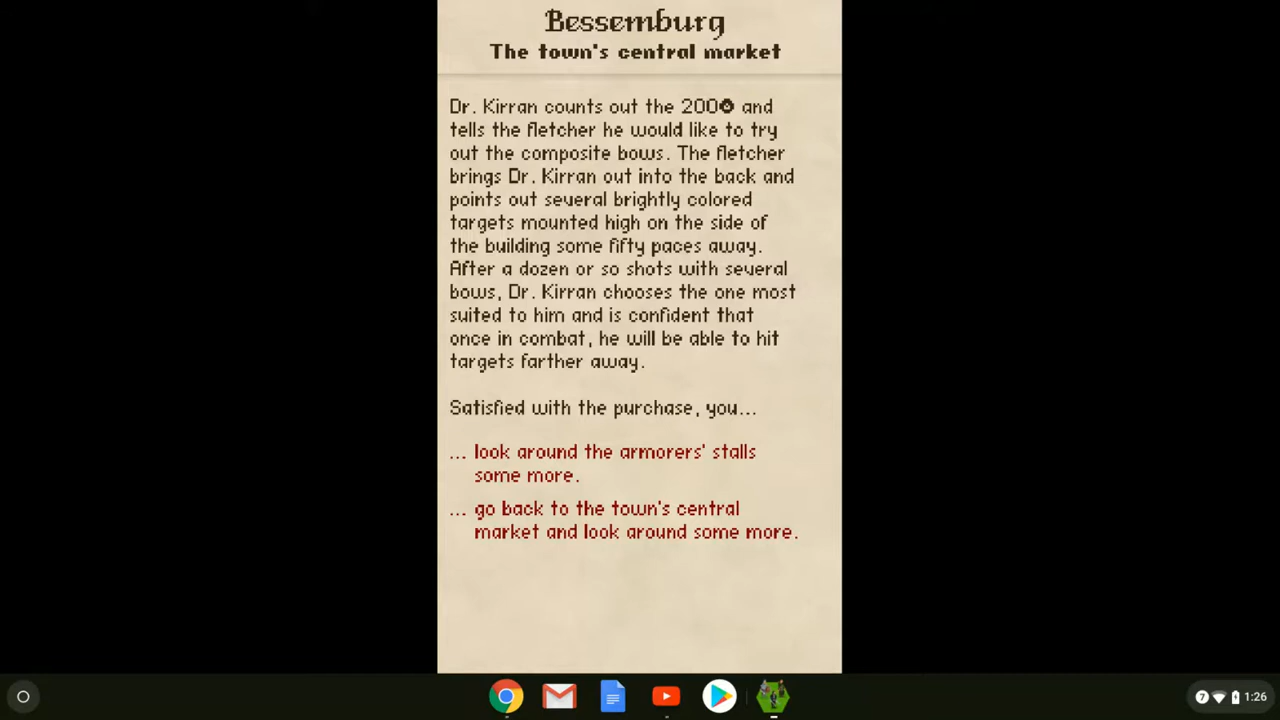 Bessemburg
The town's central market
Dr. Kirran counts out the 200 and
tells the fletcher he would like to try
out the composite bows. The fletcher
brings Dr. Kirran out into the back and
points out several brightly colored
targets mounted high on the side of
the building some fifty paces away.
After a dozen or so shots with several
bows, Dr. Kirran chooses the one most
suited to him and is confident that
once in combat, he will be able to hit
targets farther away.
Satisfied with the purchase, you...
... look around the armorers' stalls
some more.
... go back to the town's central
market and look around some more.
7 1:26